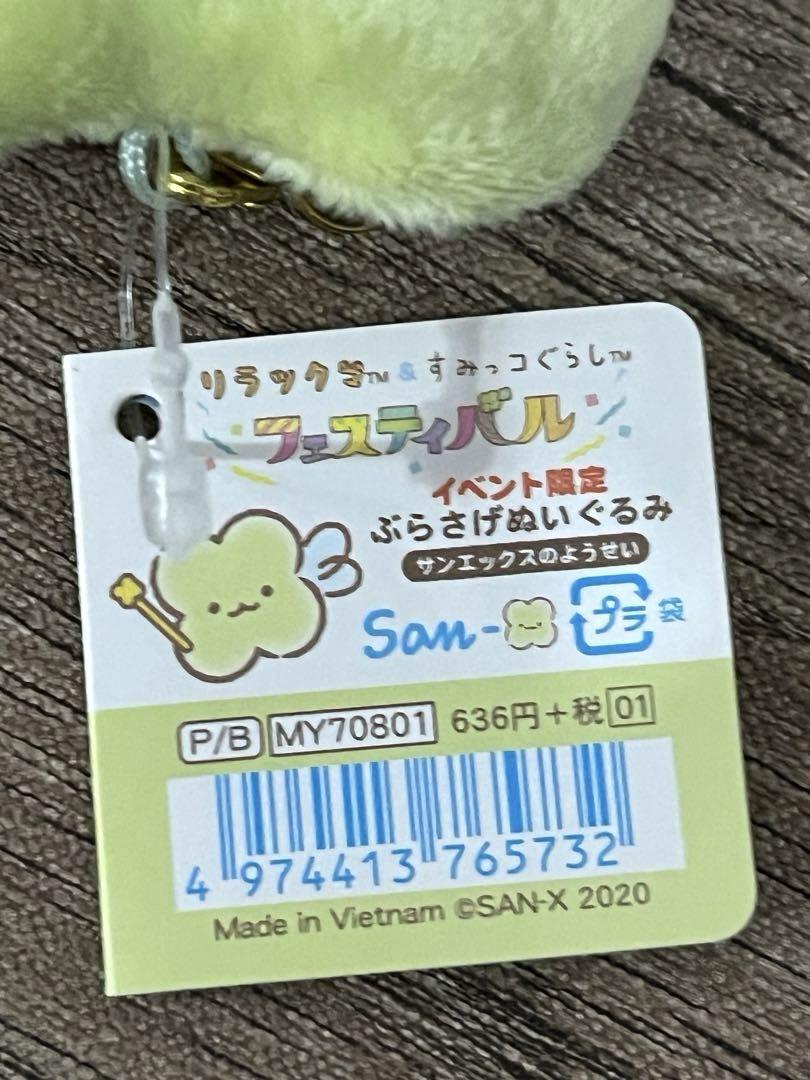 リラックマ™ & すみっコぐらし™
フェスティバル
イベント限定
ぶらさげぬいぐるみ
サンエックスのようせい
San-
プラ 袋
P/B MY70801 636円+税 01
4 974413 765732
Made in Vietnam ©SAN-X 2020